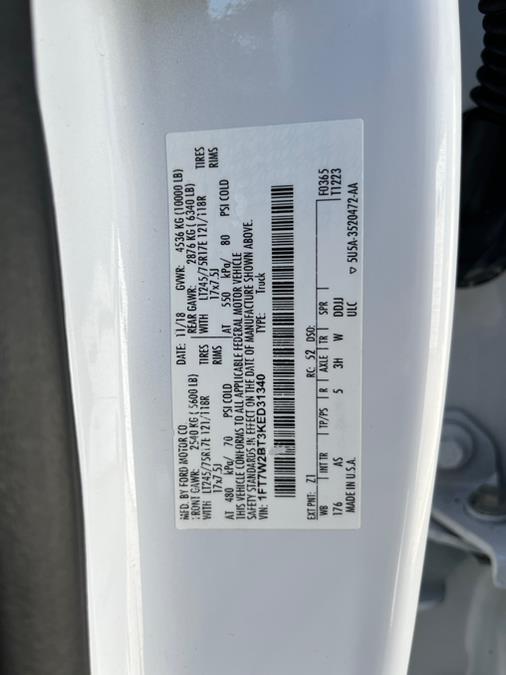 MFD. BY FORD MOTOR CO. DATE: 11/18 GVWR: 4536 KG (10000 LB)
FRONT GAWR: 2540 KG ( 5600 LB) REAR GAWR: 2876 KG ( 6340 LB)
WITH LT245/75R17E 121/118R TIRES WITH LT245/75R17E 121/118R TIRES
17x7.5J RIMS 17x7.5J RIMS
AT 480 kPa/ 70 PSI COLD AT 550 kPa/ 80 PSI COLD
THIS VEHICLE CONFORMS TO ALL APPLICABLE FEDERAL MOTOR VEHICLE
SAFETY STANDARDS IN EFFECT ON THE DATE OF MANUFACTURE SHOWN ABOVE.
VIN: 1FT7W2BT3KED31340 TYPE: Truck
F0365
T1223
EXT PNT: Z1 RC: 52 DSO:
WB INT TR TP/PS R AXLE TR SPR
176 AS 5 3H W DDJJ
MADE IN U.S.A. ULC
5U5A-3520472-AA